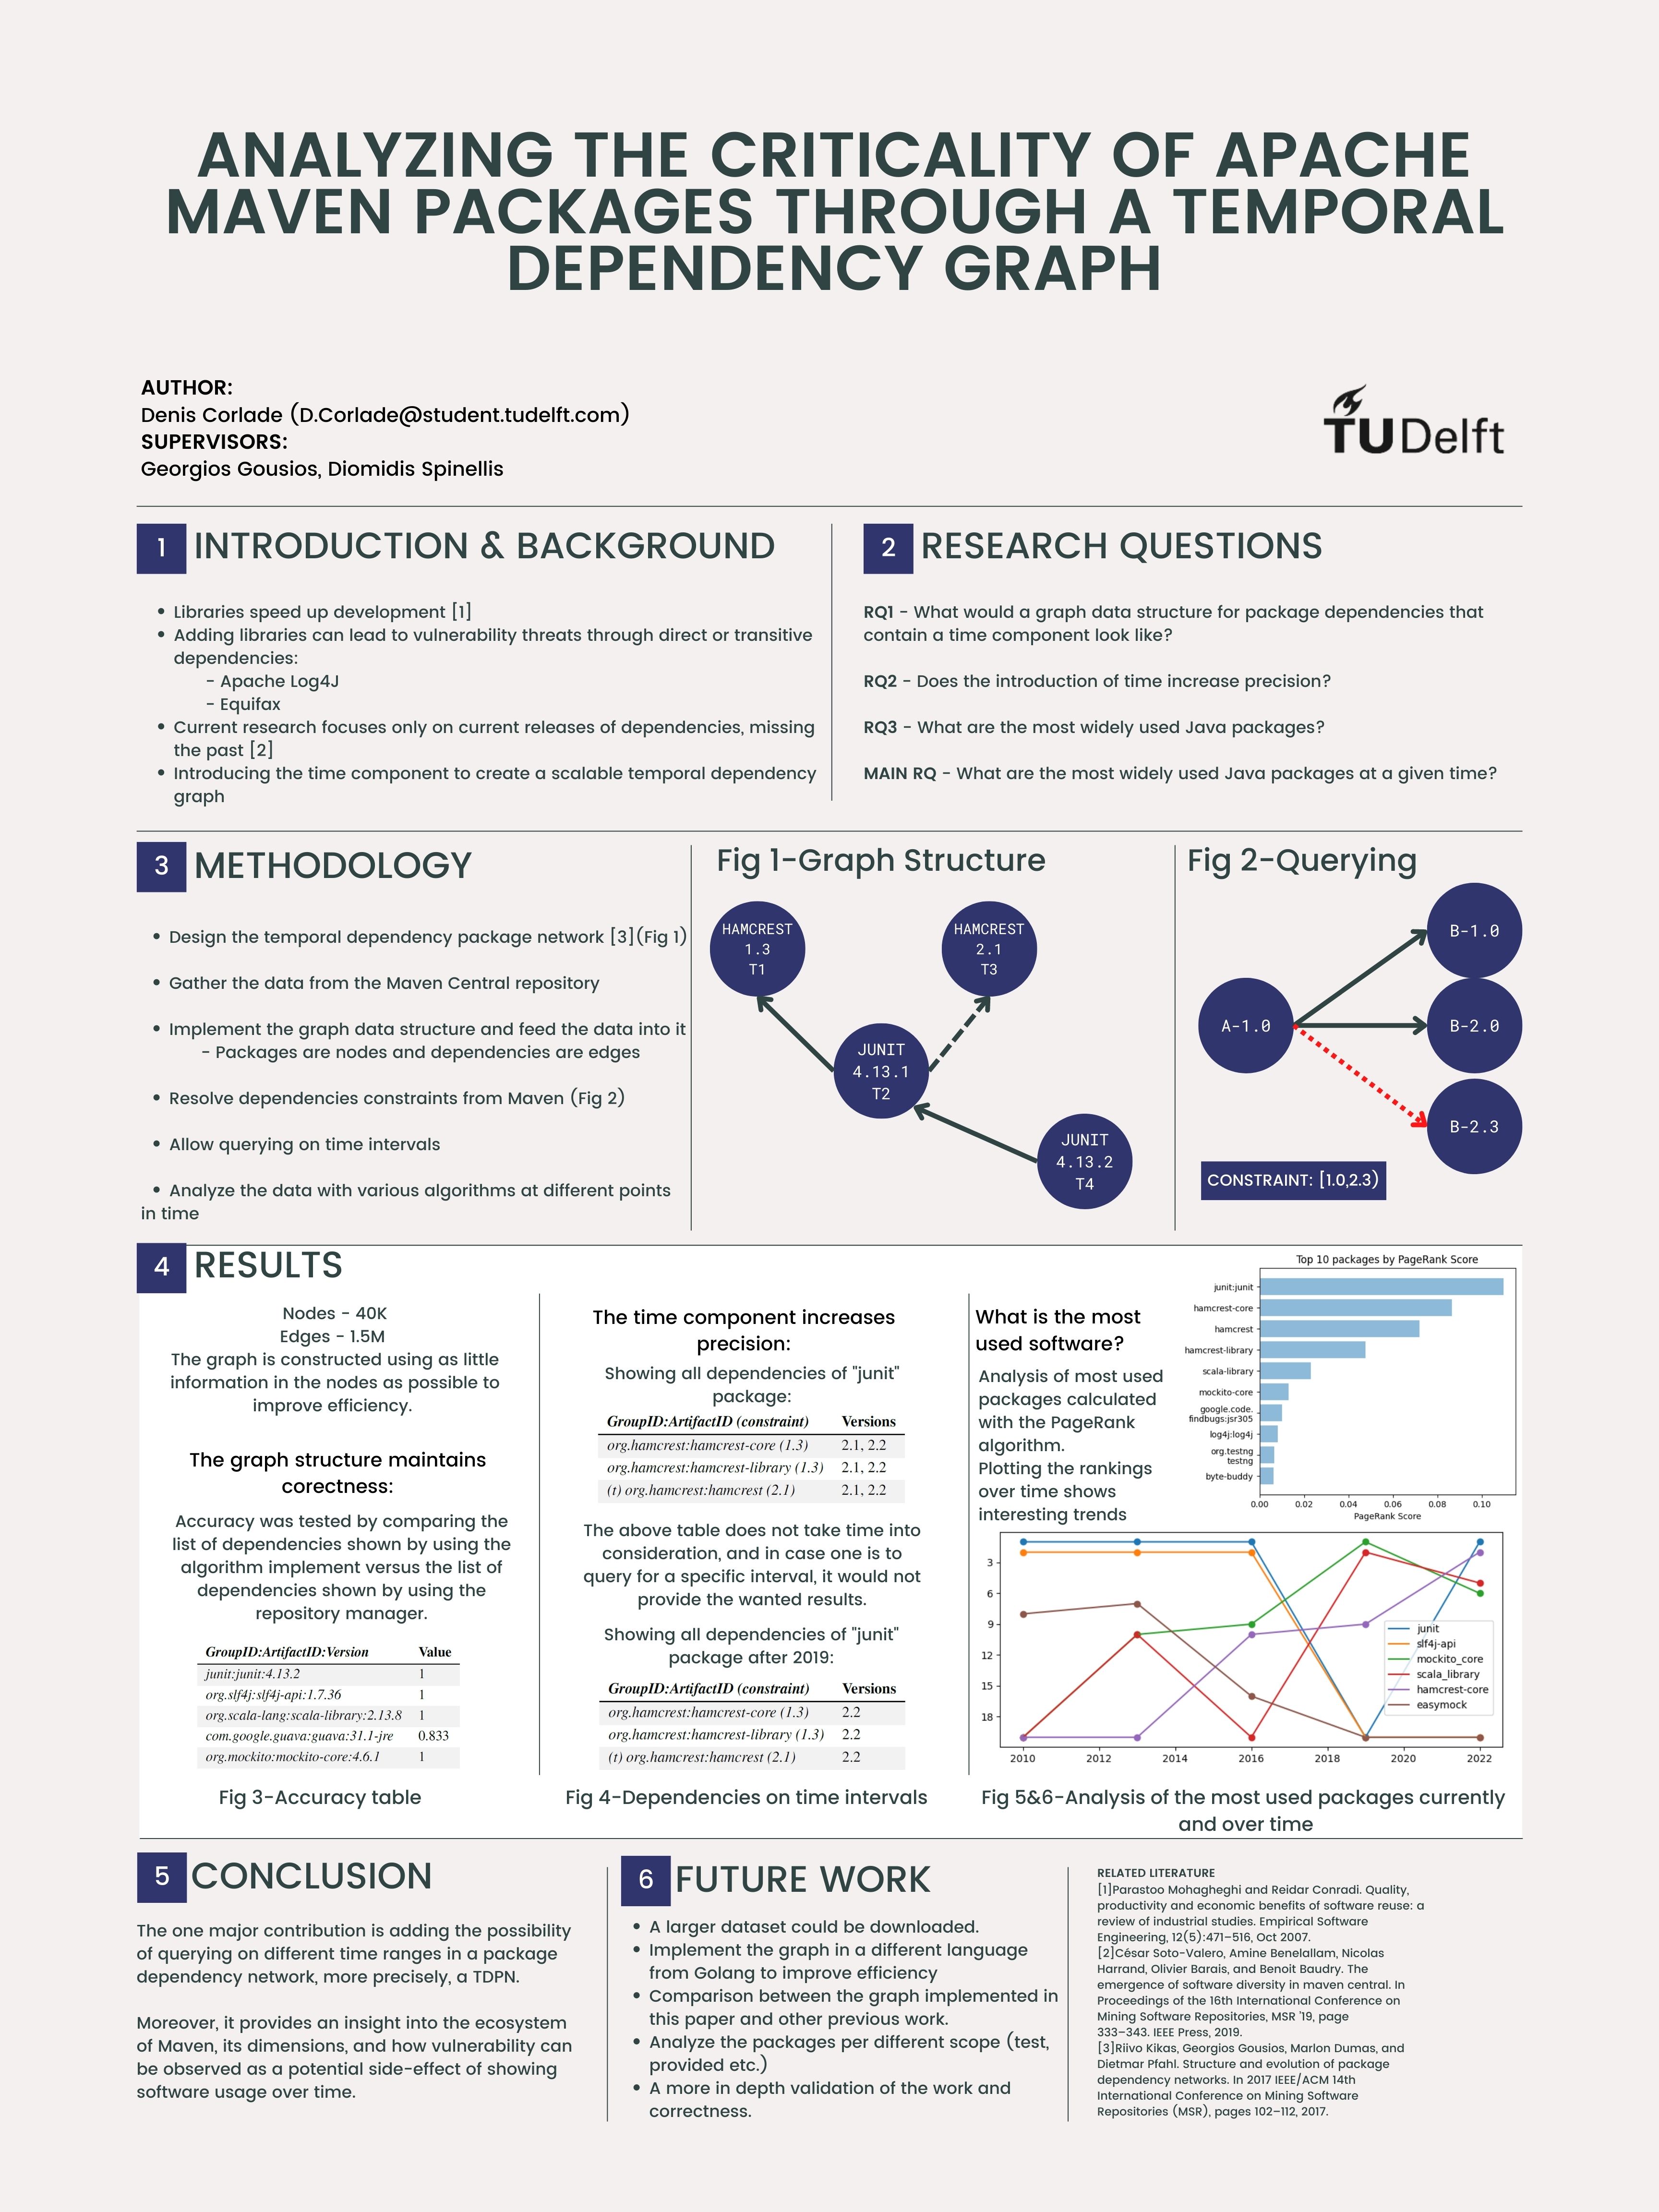 ANALYZING THE CRITICALITY OF APACHE
MAVEN PACKAGES THROUGH A TEMPORAL
DEPENDENCY GRAPH
AUTHOR:
Denis Corlade (D.Corlade@student.tudelft.com)
SUPERVISORS:
Georgios Gousios, Diomidis Spinellis
TUDelft
1 INTRODUCTION & BACKGROUND
• Libraries speed up development [1]
• Adding libraries can lead to vulnerability threats through direct or transitive
dependencies:
- Apache Log4J
- Equifax
• Current research focuses only on current releases of dependencies, missing
the past [2]
• Introducing the time component to create a scalable temporal dependency
graph
2 RESEARCH QUESTIONS
RQ1 - What would a graph data structure for package dependencies that
contain a time component look like?
RQ2 - Does the introduction of time increase precision?
RQ3 - What are the most widely used Java packages?
MAIN RQ - What are the most widely used Java packages at a given time?
3 METHODOLOGY
• Design the temporal dependency package network [3](Fig 1)
• Gather the data from the Maven Central repository
• Implement the graph data structure and feed the data into it
- Packages are nodes and dependencies are edges
• Resolve dependencies constraints from Maven (Fig 2)
• Allow querying on time intervals
• Analyze the data with various algorithms at different points
in time
Fig 1-Graph Structure
HAMCREST
1.3
T1
HAMCREST
2.1
T3
JUNIT
4.13.1
T2
JUNIT
4.13.2
T4
Fig 2-Querying
B-1.0
A-1.0
B-2.0
B-2.3
CONSTRAINT: [1.0,2.3)
4 RESULTS
Nodes - 40K
Edges - 1.5M
The graph is constructed using as little
information in the nodes as possible to
improve efficiency.
The graph structure maintains
corectness:
Accuracy was tested by comparing the
list of dependencies shown by using the
algorithm implement versus the list of
dependencies shown by using the
repository manager.
GroupID:ArtifactID:Version Value
junit:junit:4.13.2 1
org.slf4j:slf4j-api:1.7.36 1
org.scala-lang:scala-library:2.13.8 1
com.google.guava:guava:31.1-jre 0.833
org.mockito:mockito-core:4.6.1 1
Fig 3-Accuracy table
The time component increases
precision:
Showing all dependencies of "junit"
package:
GroupID:ArtifactID (constraint) Versions
org.hamcrest:hamcrest-core (1.3) 2.1, 2.2
org.hamcrest:hamcrest-library (1.3) 2.1, 2.2
(t) org.hamcrest:hamcrest (2.1) 2.1, 2.2
The above table does not take time into
consideration, and in case one is to
query for a specific interval, it would not
provide the wanted results.
Showing all dependencies of "junit"
package after 2019:
GroupID:ArtifactID (constraint) Versions
org.hamcrest:hamcrest-core (1.3) 2.2
org.hamcrest:hamcrest-library (1.3) 2.2
(t) org.hamcrest:hamcrest (2.1) 2.2
Fig 4-Dependencies on time intervals
What is the most
used software?
Analysis of most used
packages calculated
with the PageRank
algorithm.
Plotting the rankings
over time shows
interesting trends
Top 10 packages by PageRank Score
junit:junit
hamcrest-core
hamcrest
hamcrest-library
scala-library
mockito-core
google.code.
findbugs:jsr305
log4j:log4j
org.testng
testng
byte-buddy
0.00 0.02 0.04 0.06 0.08 0.10
PageRank Score
3
6
9
12
15
18
junit
slf4j-api
mockito_core
scala_library
hamcrest-core
easymock
2010 2012 2014 2016 2018 2020 2022
Fig 5&6-Analysis of the most used packages currently
and over time
5 CONCLUSION
The one major contribution is adding the possibility
of querying on different time ranges in a package
dependency network, more precisely, a TDPN.
Moreover, it provides an insight into the ecosystem
of Maven, its dimensions, and how vulnerability can
be observed as a potential side-effect of showing
software usage over time.
6 FUTURE WORK
• A larger dataset could be downloaded.
• Implement the graph in a different language
from Golang to improve efficiency
• Comparison between the graph implemented in
this paper and other previous work.
• Analyze the packages per different scope (test,
provided etc.)
• A more in depth validation of the work and
correctness.
RELATED LITERATURE
[1]Parastoo Mohagheghi and Reidar Conradi. Quality,
productivity and economic benefits of software reuse: a
review of industrial studies. Empirical Software
Engineering, 12(5):471–516, Oct 2007.
[2]César Soto-Valero, Amine Benelallam, Nicolas
Harrand, Olivier Barais, and Benoit Baudry. The
emergence of software diversity in maven central. In
Proceedings of the 16th International Conference on
Mining Software Repositories, MSR '19, page
333–343. IEEE Press, 2019.
[3]Riivo Kikas, Georgios Gousios, Marlon Dumas, and
Dietmar Pfahl. Structure and evolution of package
dependency networks. In 2017 IEEE/ACM 14th
International Conference on Mining Software
Repositories (MSR), pages 102–112, 2017.